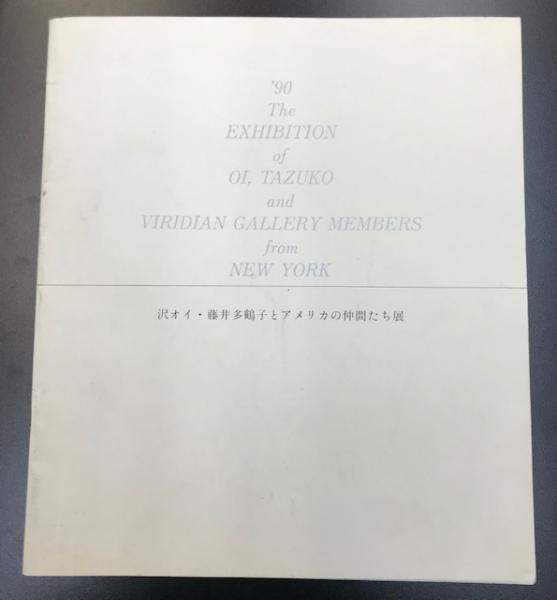 '90
The
EXHIBITION
of
OI, TAZUKO
and
VIRIDIAN GALLERY MEMBERS
from
NEW YORK
沢オイ・藤井多鶴子とアメリカの仲間たち展